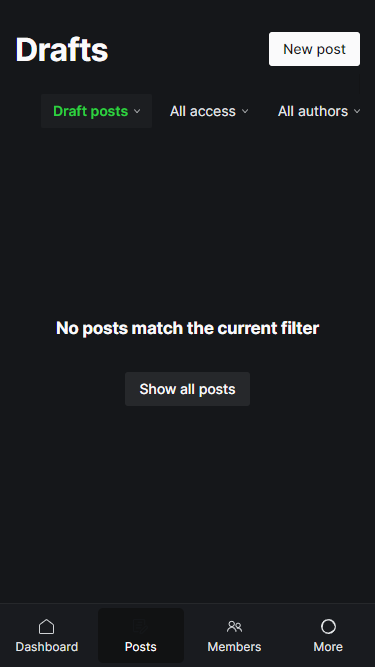 Drafts
New post
Draft posts
All access
All authors
No posts match the current filter
Show all posts
Dashboard
Posts
Members
More